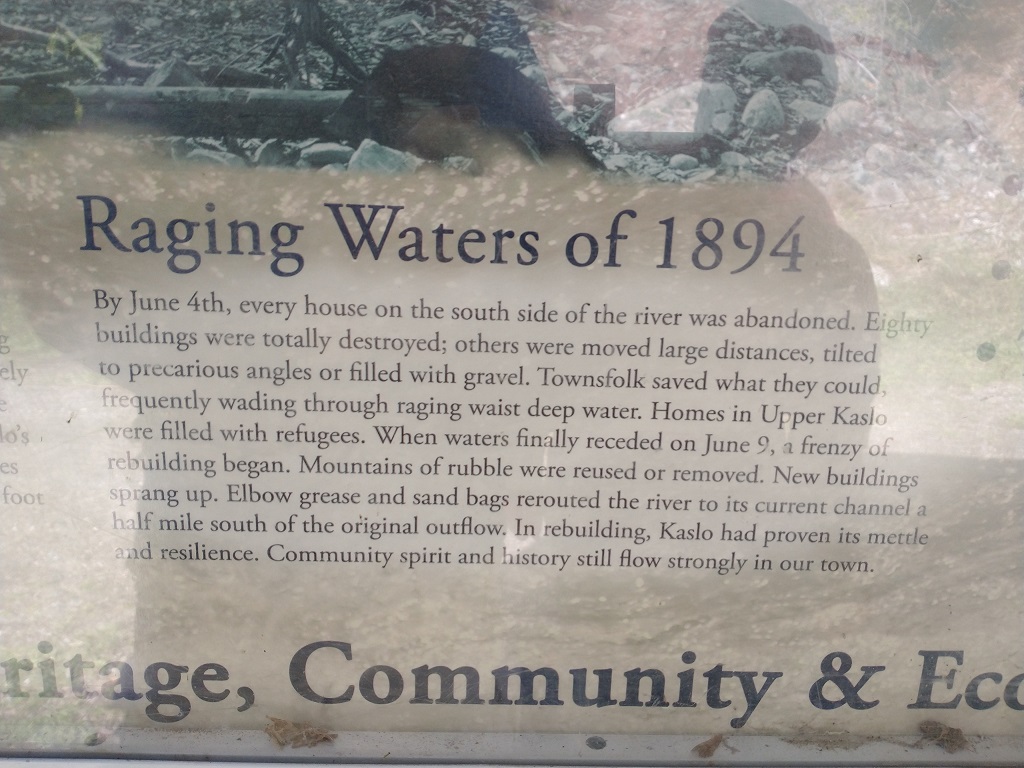 Raging Waters of 1894
By June 4th, every house on the south side of the river was abandoned. Eighty
buildings were totally destroyed; others were moved large distances, tilted
to precarious angles or filled with gravel. Townsfolk saved what they could,
frequently wading through raging waist deep water. Homes in Upper Kaslo
were filled with refugees. When waters finally receded on June 9, a frenzy of
rebuilding began. Mountains of rubble were reused or removed. New buildings
sprang up. Elbow grease and sand bags rerouted the river to its current channel a
half mile south of the original outflow. In rebuilding, Kaslo had proven its mettle
and resilience. Community spirit and history still flow strongly in our town.
g
ely
e
lo's
es
foot
ritage, Community & Eco